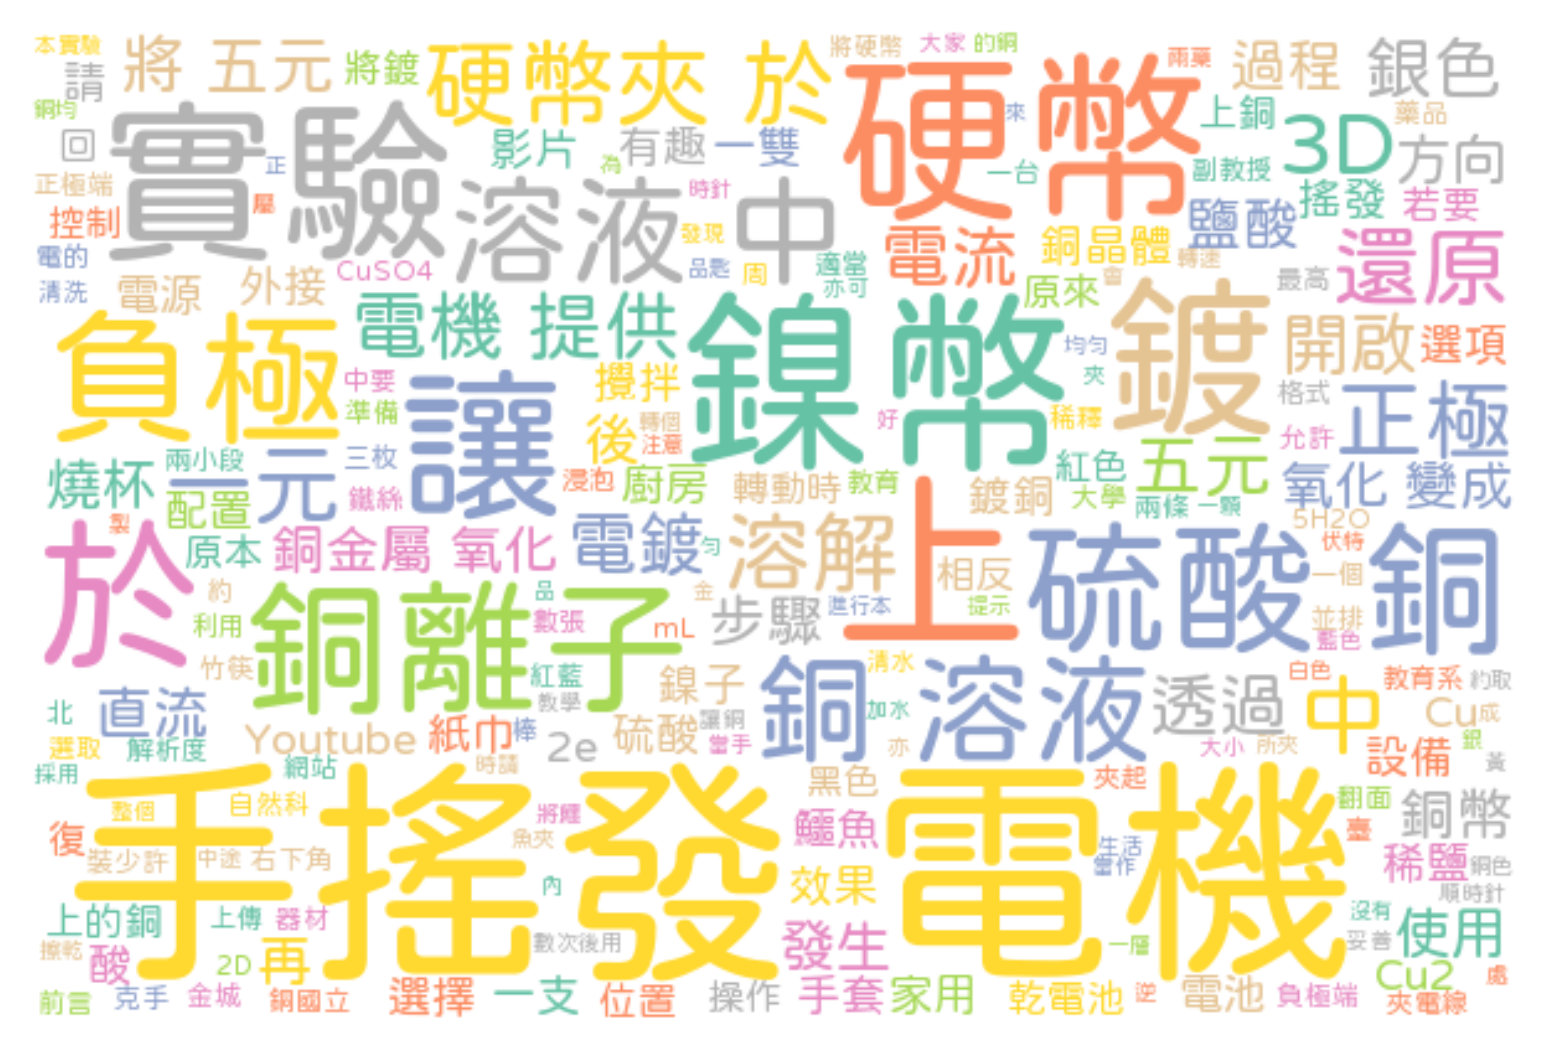 本實驗 請 將 五元 將鍍 硬幣夾 於 將硬幣 大家 的銅 硬幣 兩藥 過程 銀色
銅均 回 實驗 正 屬 影片 為 有趣 一雙 來 一台 上銅 副教授 3D 藥品 方向
正極端 控制 溶液 時針 發現 中 電流 銅晶體 鹽酸 搖發 若要
電的 清洗 電源 外接 CuSO4 品匙 周 適當 亦可 原來 會 轉速 最高 還原
負極 電機 提供 鎳幣 均勻 夾 鍍 開啟 選項
中要 準備 讓 攪拌 後 轉個 注意 好 稀釋 格式 允許 正極
燒杯 兩小段 一元 三枚 配置 鐵絲 浸泡 廚房 轉動時 教育 鍍銅 紅色 大學 五元 兩條 一顆 氧化 變成
製 於 原本 銅金屬 氧化 電鍍 勻 溶解 上 相反 硫酸 銅 5H2O 伏特 一個
約 利用 銅離子 品 數張 mL 金 步驟 進行本 提示 並排 藍色
竹筷 紅藍 教學 鎳子 銅 清水 溶液 透過 白色 中 教育系 約取
北 直流 選取 解析度 Youtube 紙巾 棒 2e 硫酸 讓銅 當手 加水 亦 大小 所夾 Cu 成 銀 設備 黃
採用 網站 時請 手搖發電機 黑色 夾起 翻面 銅幣
整個 自然科 將鱷 魚夾 鱷魚 生活 當作 臺 稀鹽 銅色
復 裝少許 中途 右下角 內 效果 順時針
上的銅 上傳 器材 數次後用 發生 一層 沒有 妥善 使用
擦乾 酸 2D 再 Cu2 處
前言 克手 金城 銅國立 選擇 一支 位置 操作 手套 家用 乾電池 逆 電池 負極端 夾電線